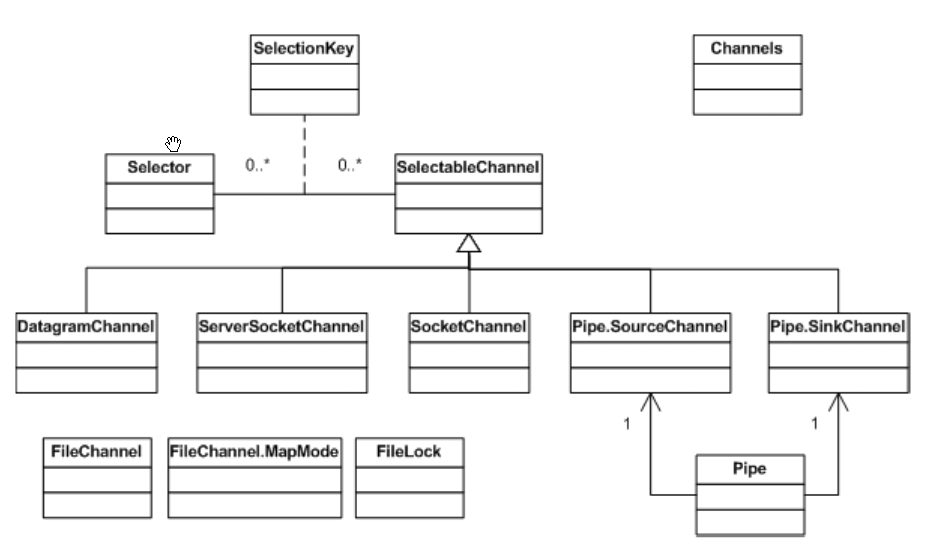 SelectionKey
Channels
0..*
0..*
Selector
SelectableChannel
DatagramChannel
ServerSocketChannel
SocketChannel
Pipe.SourceChannel
Pipe.SinkChannel
1
1
FileChannel
FileChannel.MapMode
FileLock
Pipe